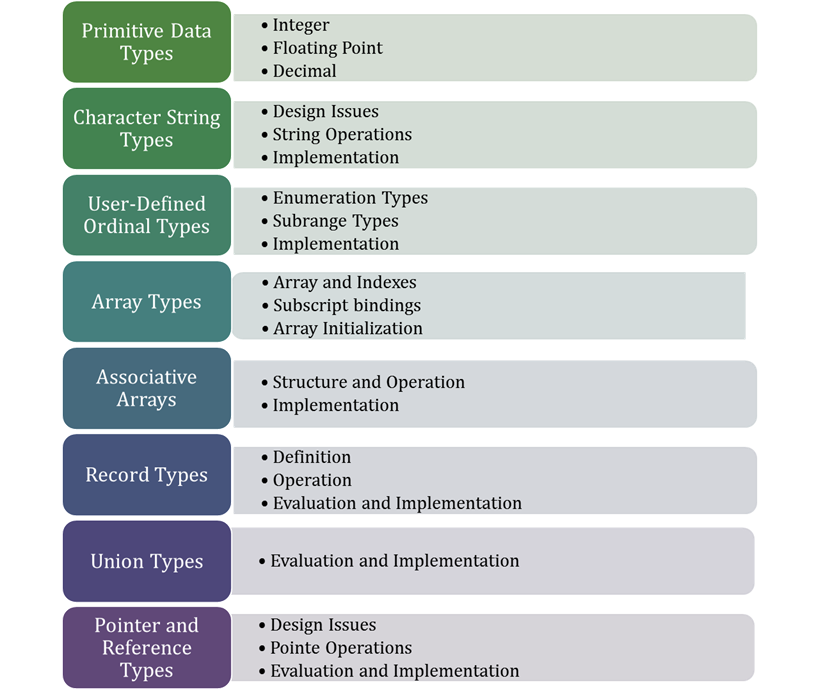 Primitive Data
Types
• Integer
• Floating Point
• Decimal
Character String
Types
• Design Issues
• String Operations
• Implementation
User-Defined
Ordinal Types
• Enumeration Types
• Subrange Types
• Implementation
Array Types
• Array and Indexes
• Subscript bindings
• Array Initialization
Associative
Arrays
• Structure and Operation
• Implementation
Record Types
• Definition
• Operation
• Evaluation and Implementation
Union Types
• Evaluation and Implementation
Pointer and
Reference
Types
• Design Issues
• Pointe Operations
• Evaluation and Implementation